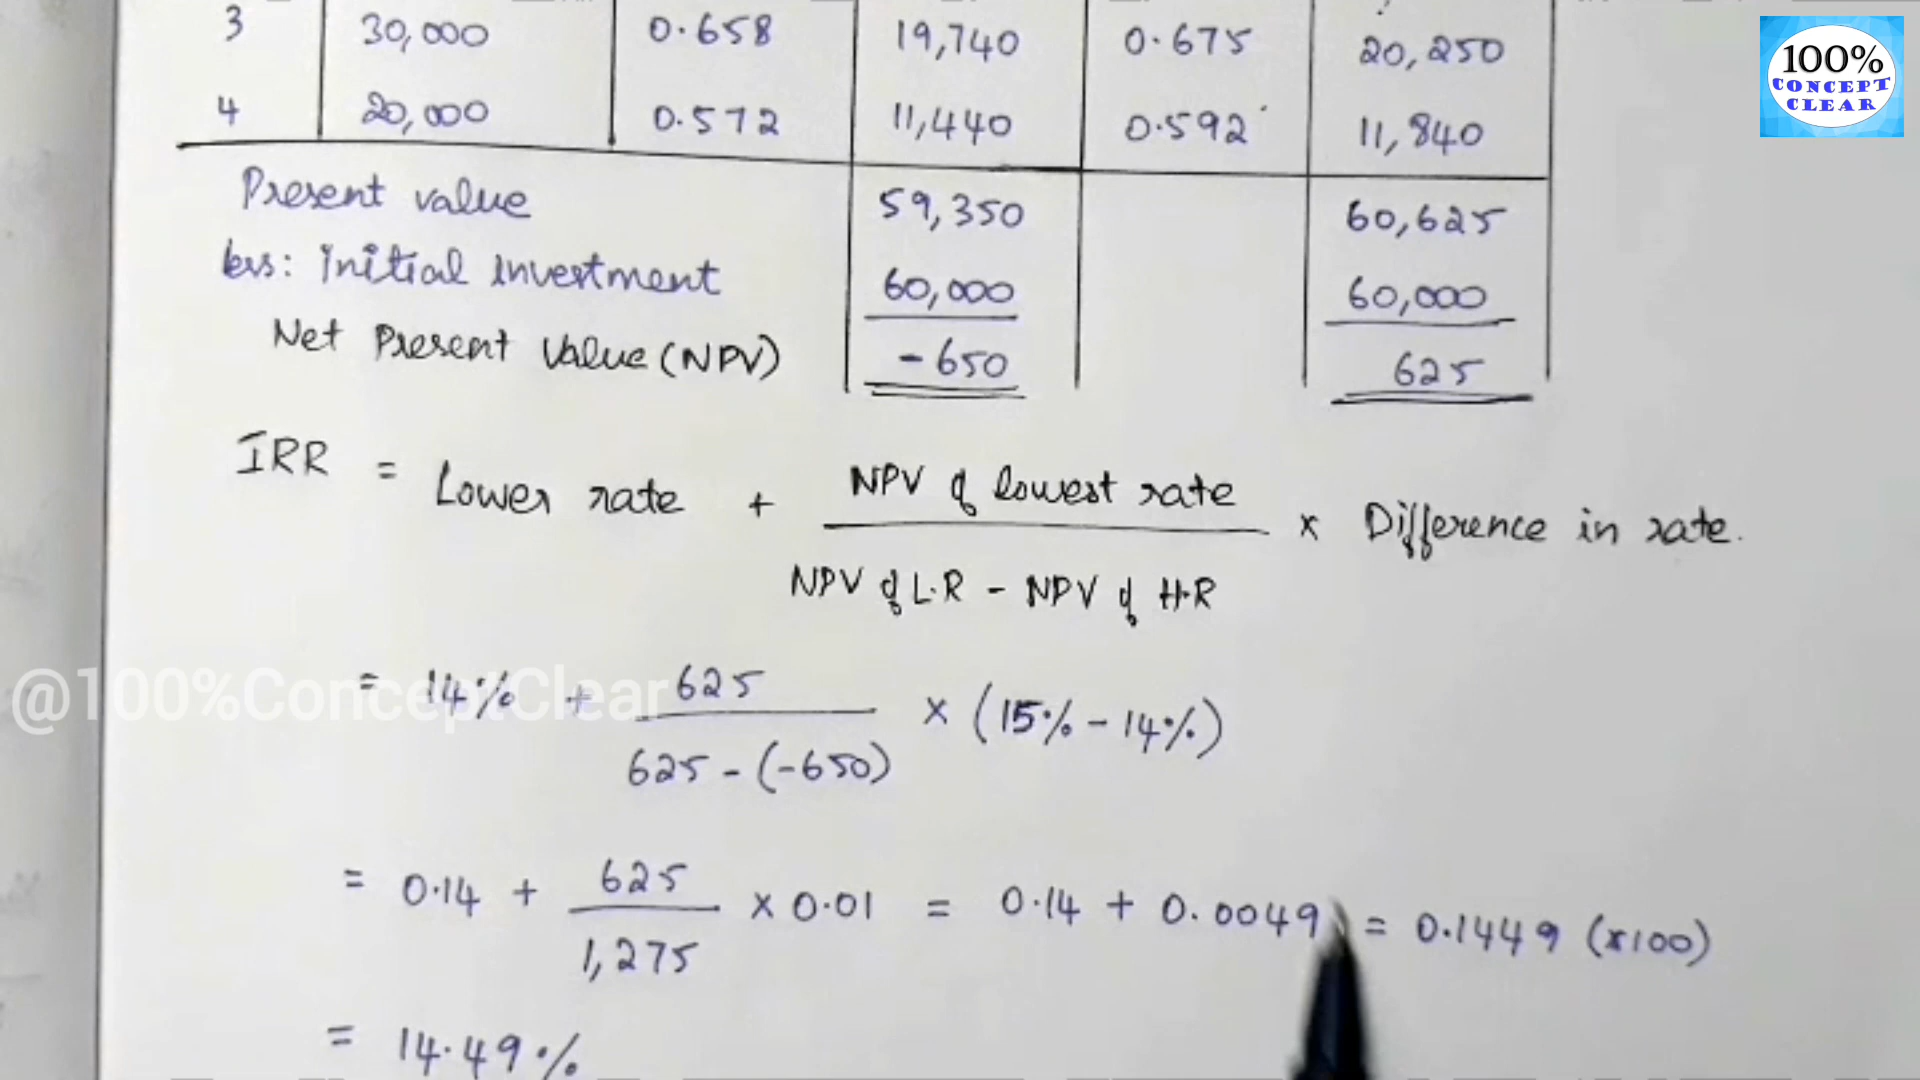 3 30,000 0.658 19,740 0.675 20,250
4 20,000 0.572 11,440 0.592 11,840
Present value 59,350 60,625
less: Initial Investment 60,000 60,000
Net Present Value (NPV) -650 625
IRR = Lower rate + NPV of lowest rate × Difference in rate.
NPV of L.R - NPV of H.R
= 14% + 625 × (15% - 14%)
625 - (-650)
= 0.14 + 625 × 0.01 = 0.14 + 0.0049 = 0.1449 (×100)
1,275
= 14.49%
100%
CONCEPT
CLEAR
@100%ConceptClear